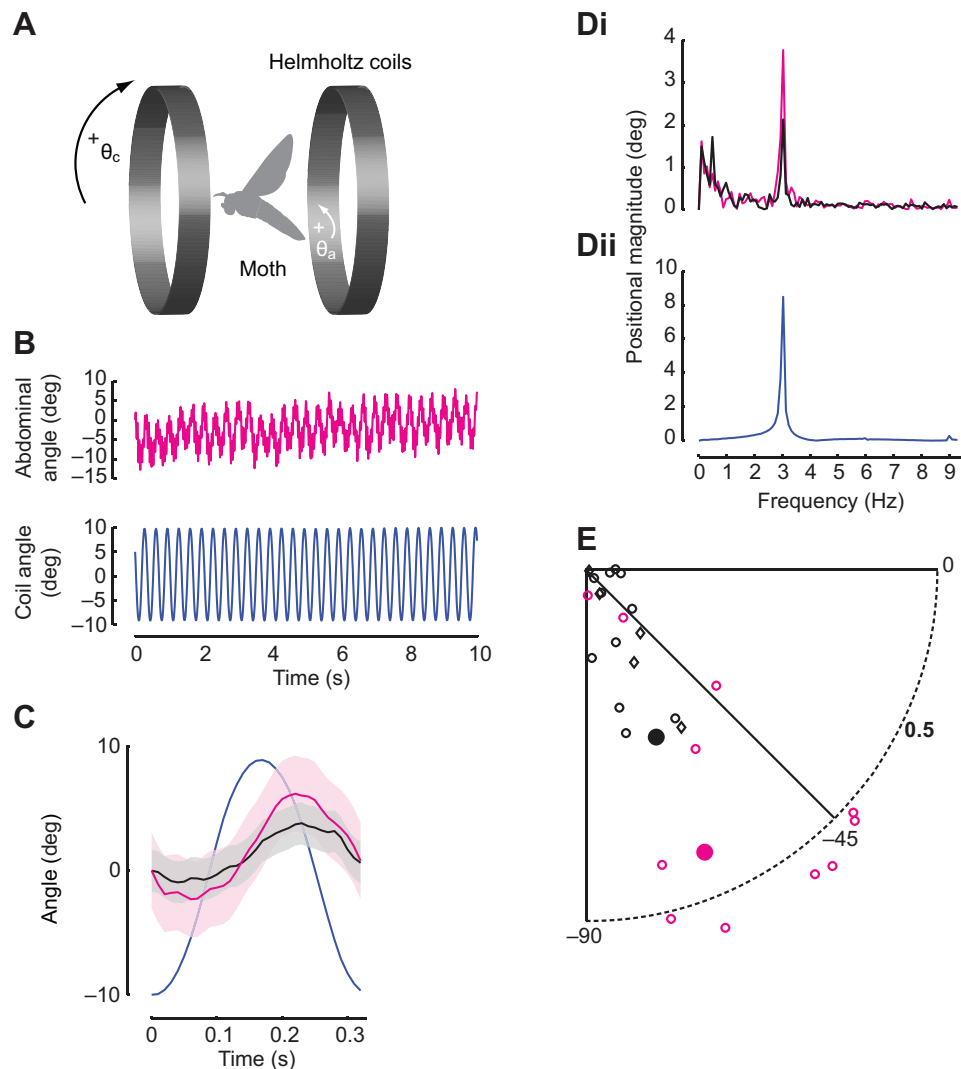 A
Helmholtz coils
+
θc
+
θa
Moth
B
Abdominal
angle (deg)
10
5
0
–5
–10
–15
Coil angle
(deg)
10
5
0
–5
–10
0 2 4 6 8 10
Time (s)
C
Angle (deg)
10
0
–10
0 0.1 0.2 0.3
Time (s)
Di
4
3
2
1
0
Dii
Positional magnitude (deg)
10
8
6
4
2
0
0 1 2 3 4 5 6 7 8 9
Frequency (Hz)
E
0
0.5
–45
–90